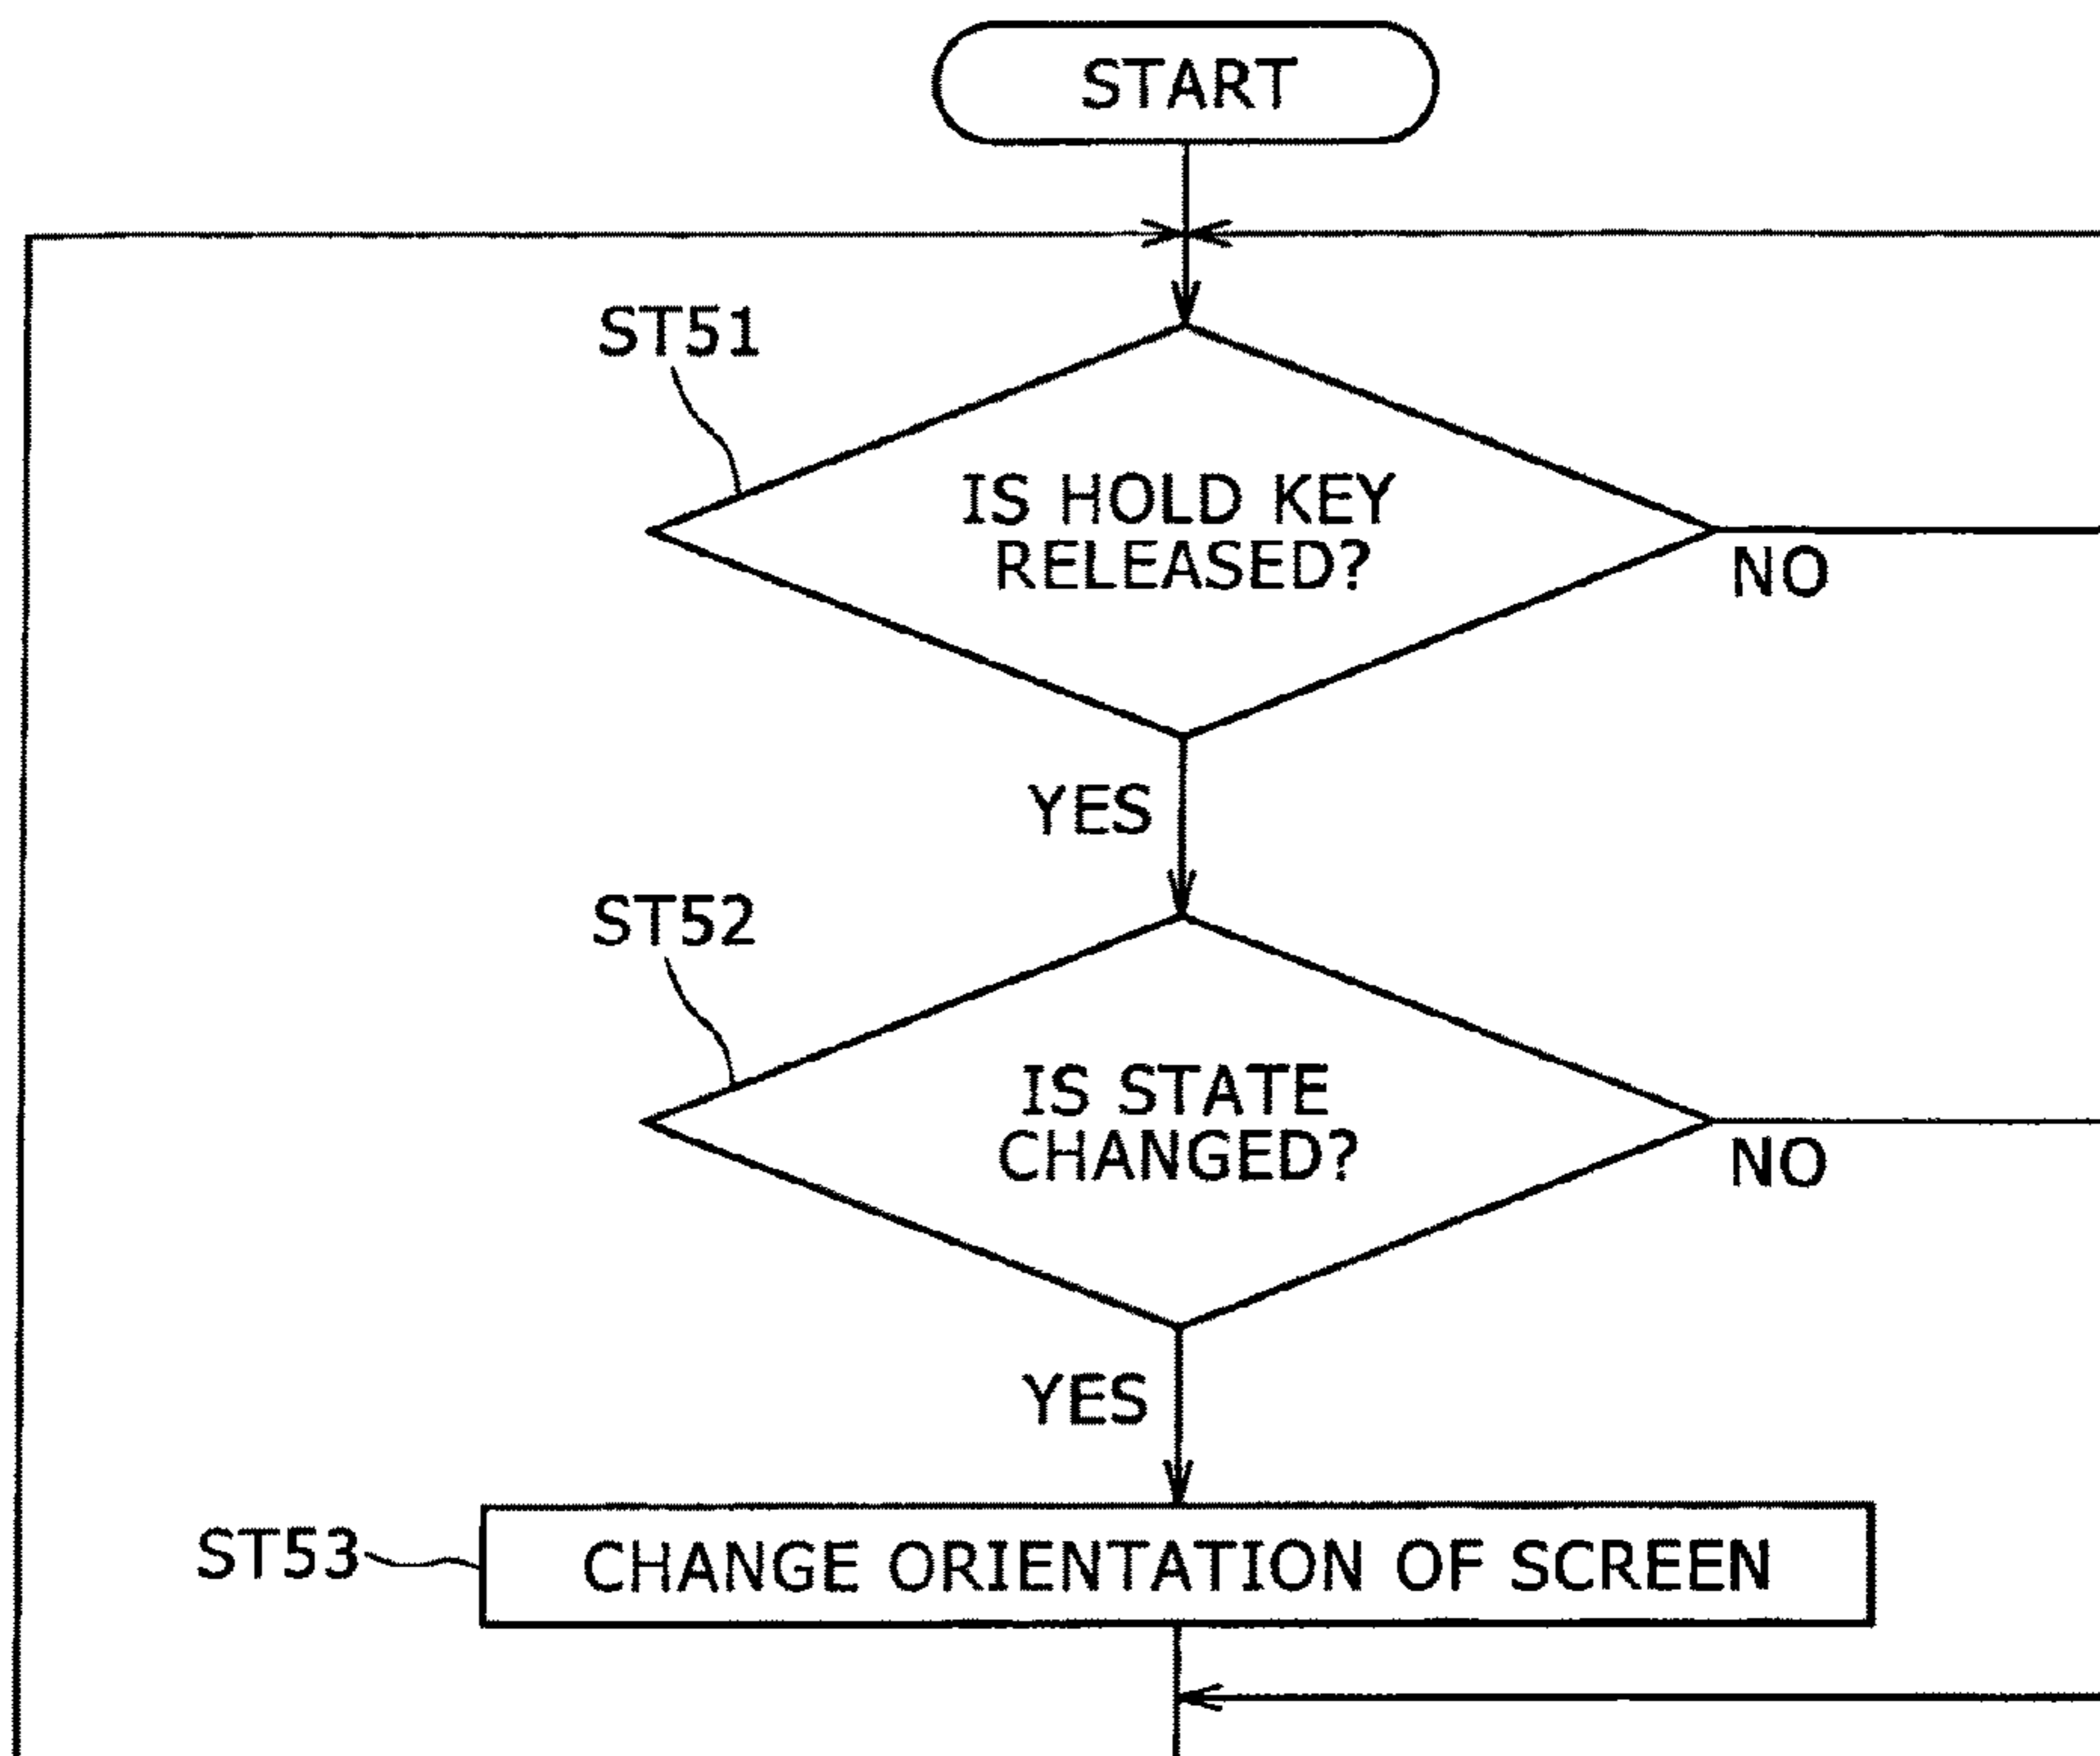 START
ST51
IS HOLD KEY
RELEASED?
NO
YES
ST52
IS STATE
CHANGED?
NO
YES
ST53
CHANGE ORIENTATION OF SCREEN